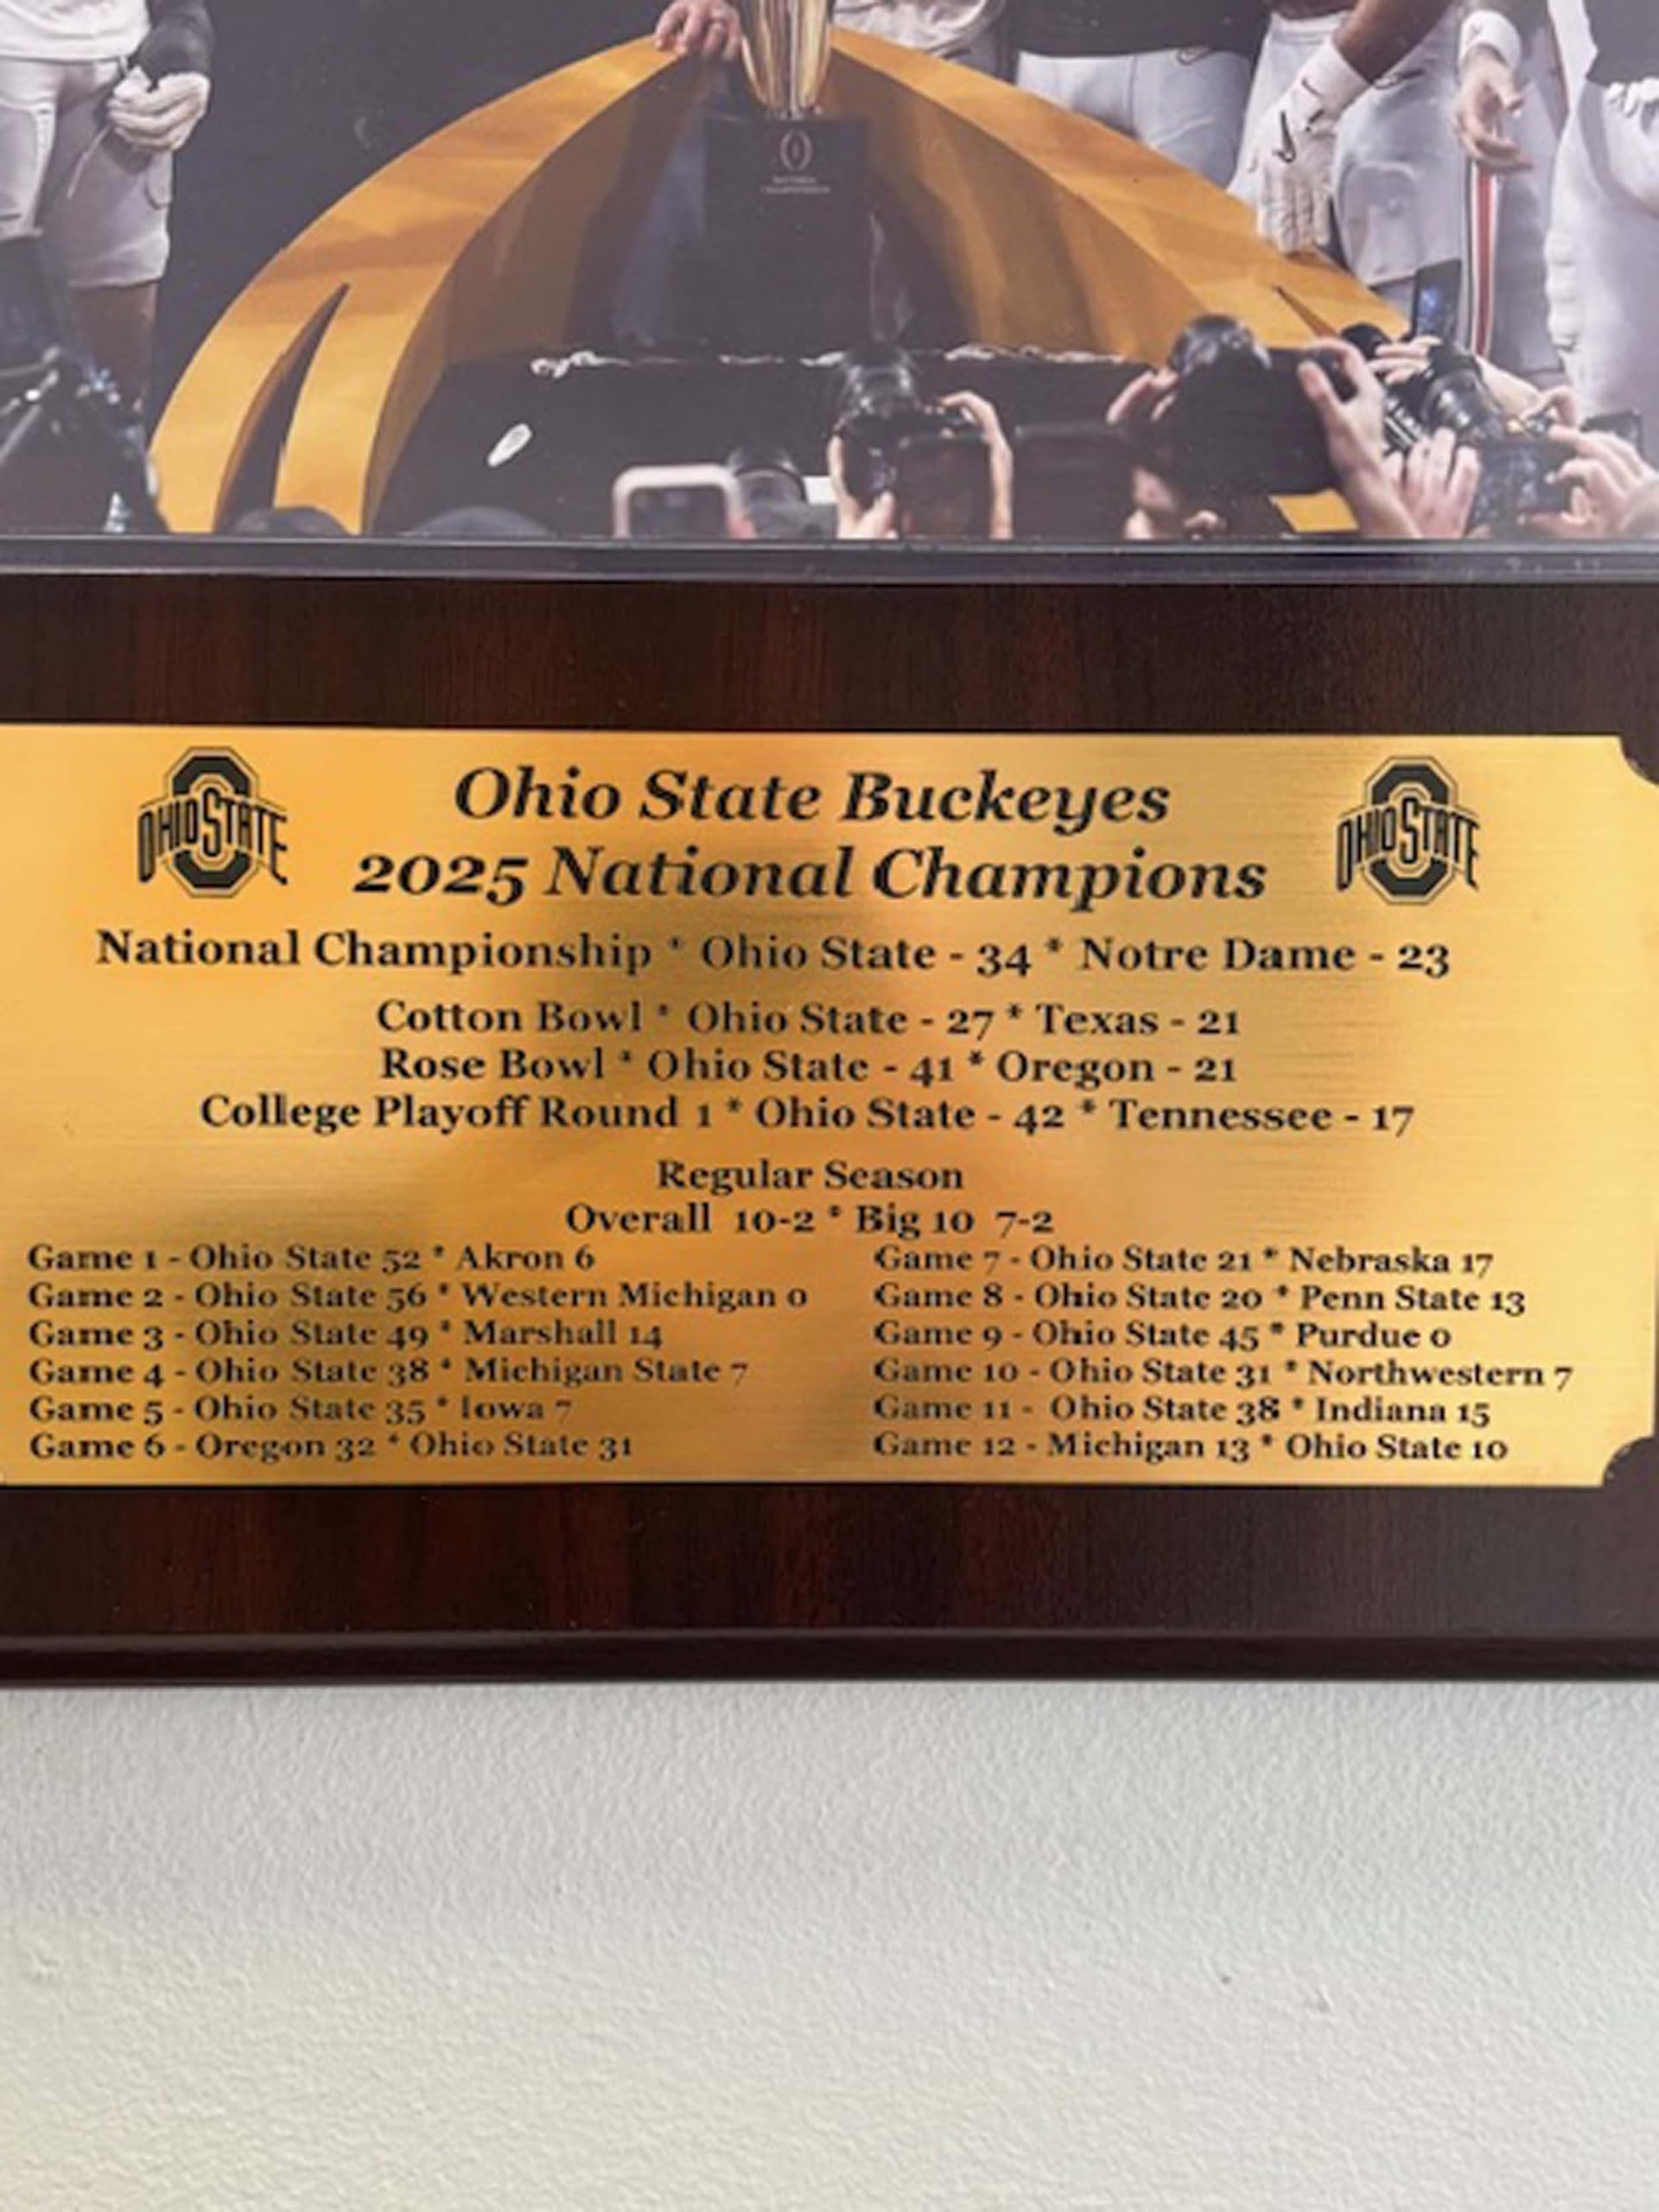 OHIO STATE
OHIO STATE
Ohio State Buckeyes
2025 National Champions
National Championship * Ohio State - 34 * Notre Dame - 23
Cotton Bowl * Ohio State - 27 * Texas - 21
Rose Bowl * Ohio State - 41 * Oregon - 21
College Playoff Round 1 * Ohio State - 42 * Tennessee - 17
Regular Season
Overall 10-2 * Big 10 7-2
Game 1 - Ohio State 52 * Akron 6
Game 2 - Ohio State 56 * Western Michigan 0
Game 3 - Ohio State 49 * Marshall 14
Game 4 - Ohio State 38 * Michigan State 7
Game 5 - Ohio State 35 * Iowa 7
Game 6 - Oregon 32 * Ohio State 31
Game 7 - Ohio State 21 * Nebraska 17
Game 8 - Ohio State 20 * Penn State 13
Game 9 - Ohio State 45 * Purdue 0
Game 10 - Ohio State 31 * Northwestern 7
Game 11 - Ohio State 38 * Indiana 15
Game 12 - Michigan 13 * Ohio State 10